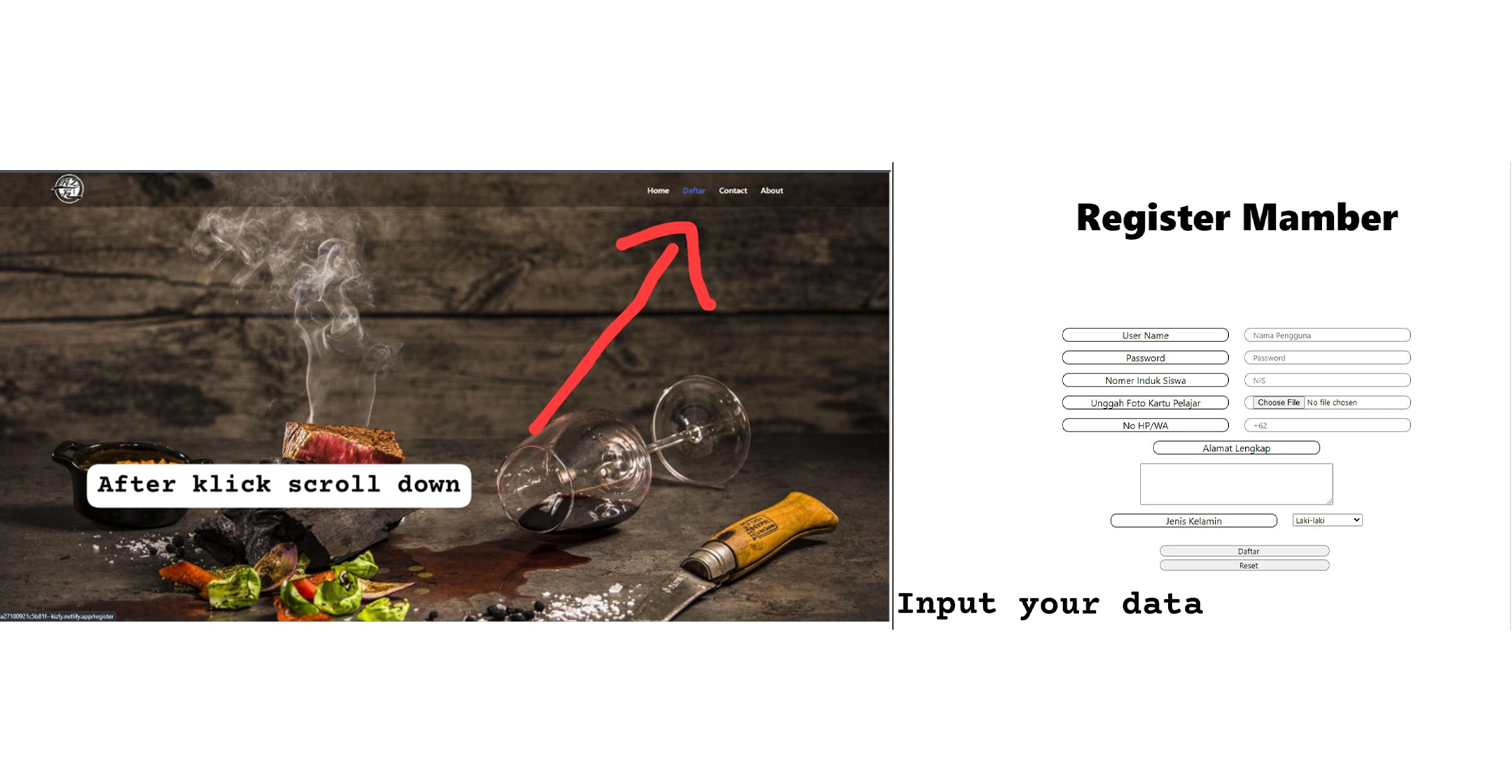 Home Daftar Contact About
After klick scroll down
a27100921c5b81f--kizfy.netlify.app/register
Register Mamber
User Name Nama Pengguna
Password Password
Nomer Induk Siswa NIS
Unggah Foto Kartu Pelajar Choose File No file chosen
No HP/WA +62
Alamat Lengkap
Jenis Kelamin Laki-laki
Daftar
Reset
Input your data